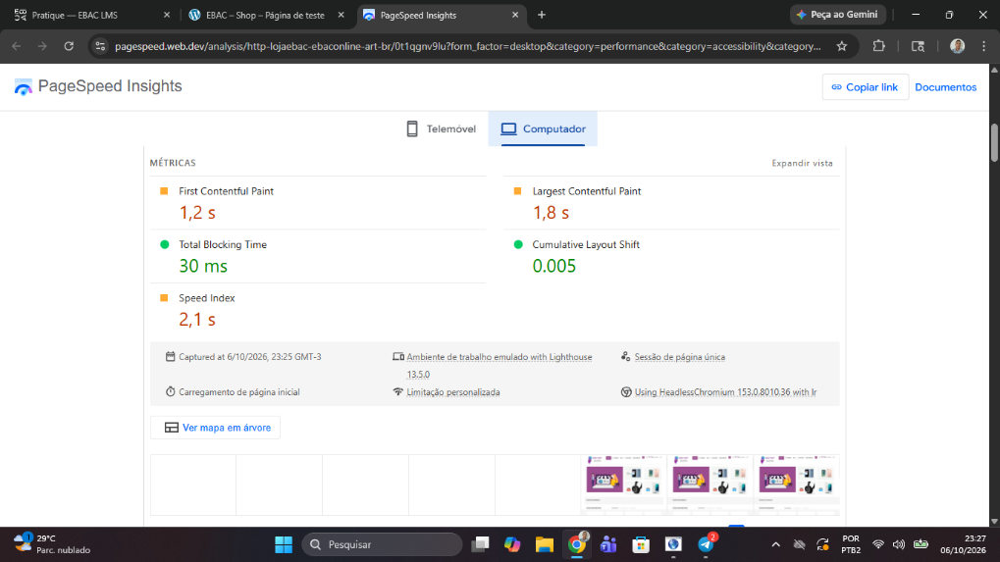 Pratique — EBAC LMS
EBAC – Shop – Página de teste
PageSpeed Insights
Peça ao Gemini
pagespeed.web.dev/analysis/http-lojaebac-ebaconline-art-br/0t1qgnv9lu?form_factor=desktop&category=performance&category=accessibility&category...
PageSpeed Insights
Copiar link
Documentos
Telemóvel
Computador
MÉTRICAS
Expandir vista
First Contentful Paint
1,2 s
Largest Contentful Paint
1,8 s
Total Blocking Time
30 ms
Cumulative Layout Shift
0.005
Speed Index
2,1 s
Captured at 6/10/2026, 23:25 GMT-3
Ambiente de trabalho emulado with Lighthouse
13.5.0
Sessão de página única
Carregamento de página inicial
Limitação personalizada
Using HeadlessChromium 153.0.8010.36 with lr
Ver mapa em árvore
29°C
Parc. nublado
Pesquisar
2
POR
PTB2
23:27
06/10/2026